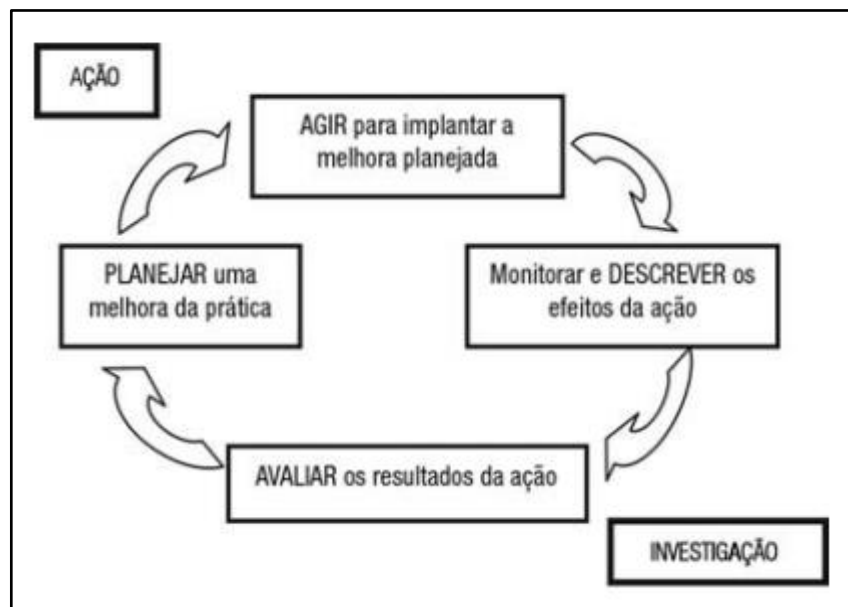 AÇÃO
AGIR para implantar a
melhora planejada
PLANEJAR uma
melhora da prática
Monitorar e DESCREVER os
efeitos da ação
AVALIAR os resultados da ação
INVESTIGAÇÃO